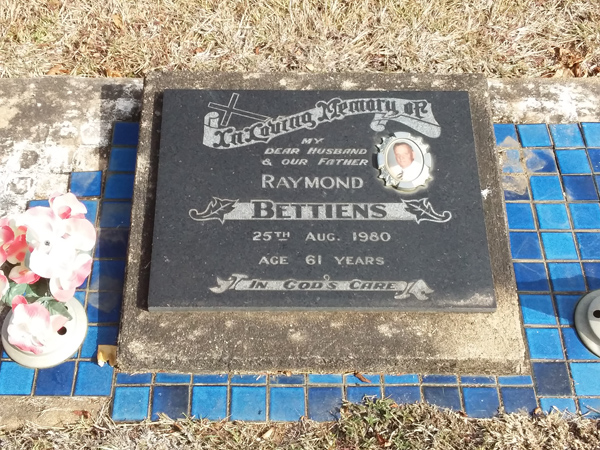 In Loving Memory of
MY
DEAR HUSBAND
& OUR FATHER
RAYMOND
BETTIENS
25TH AUG. 1980
AGE 61 YEARS
IN GOD'S CARE